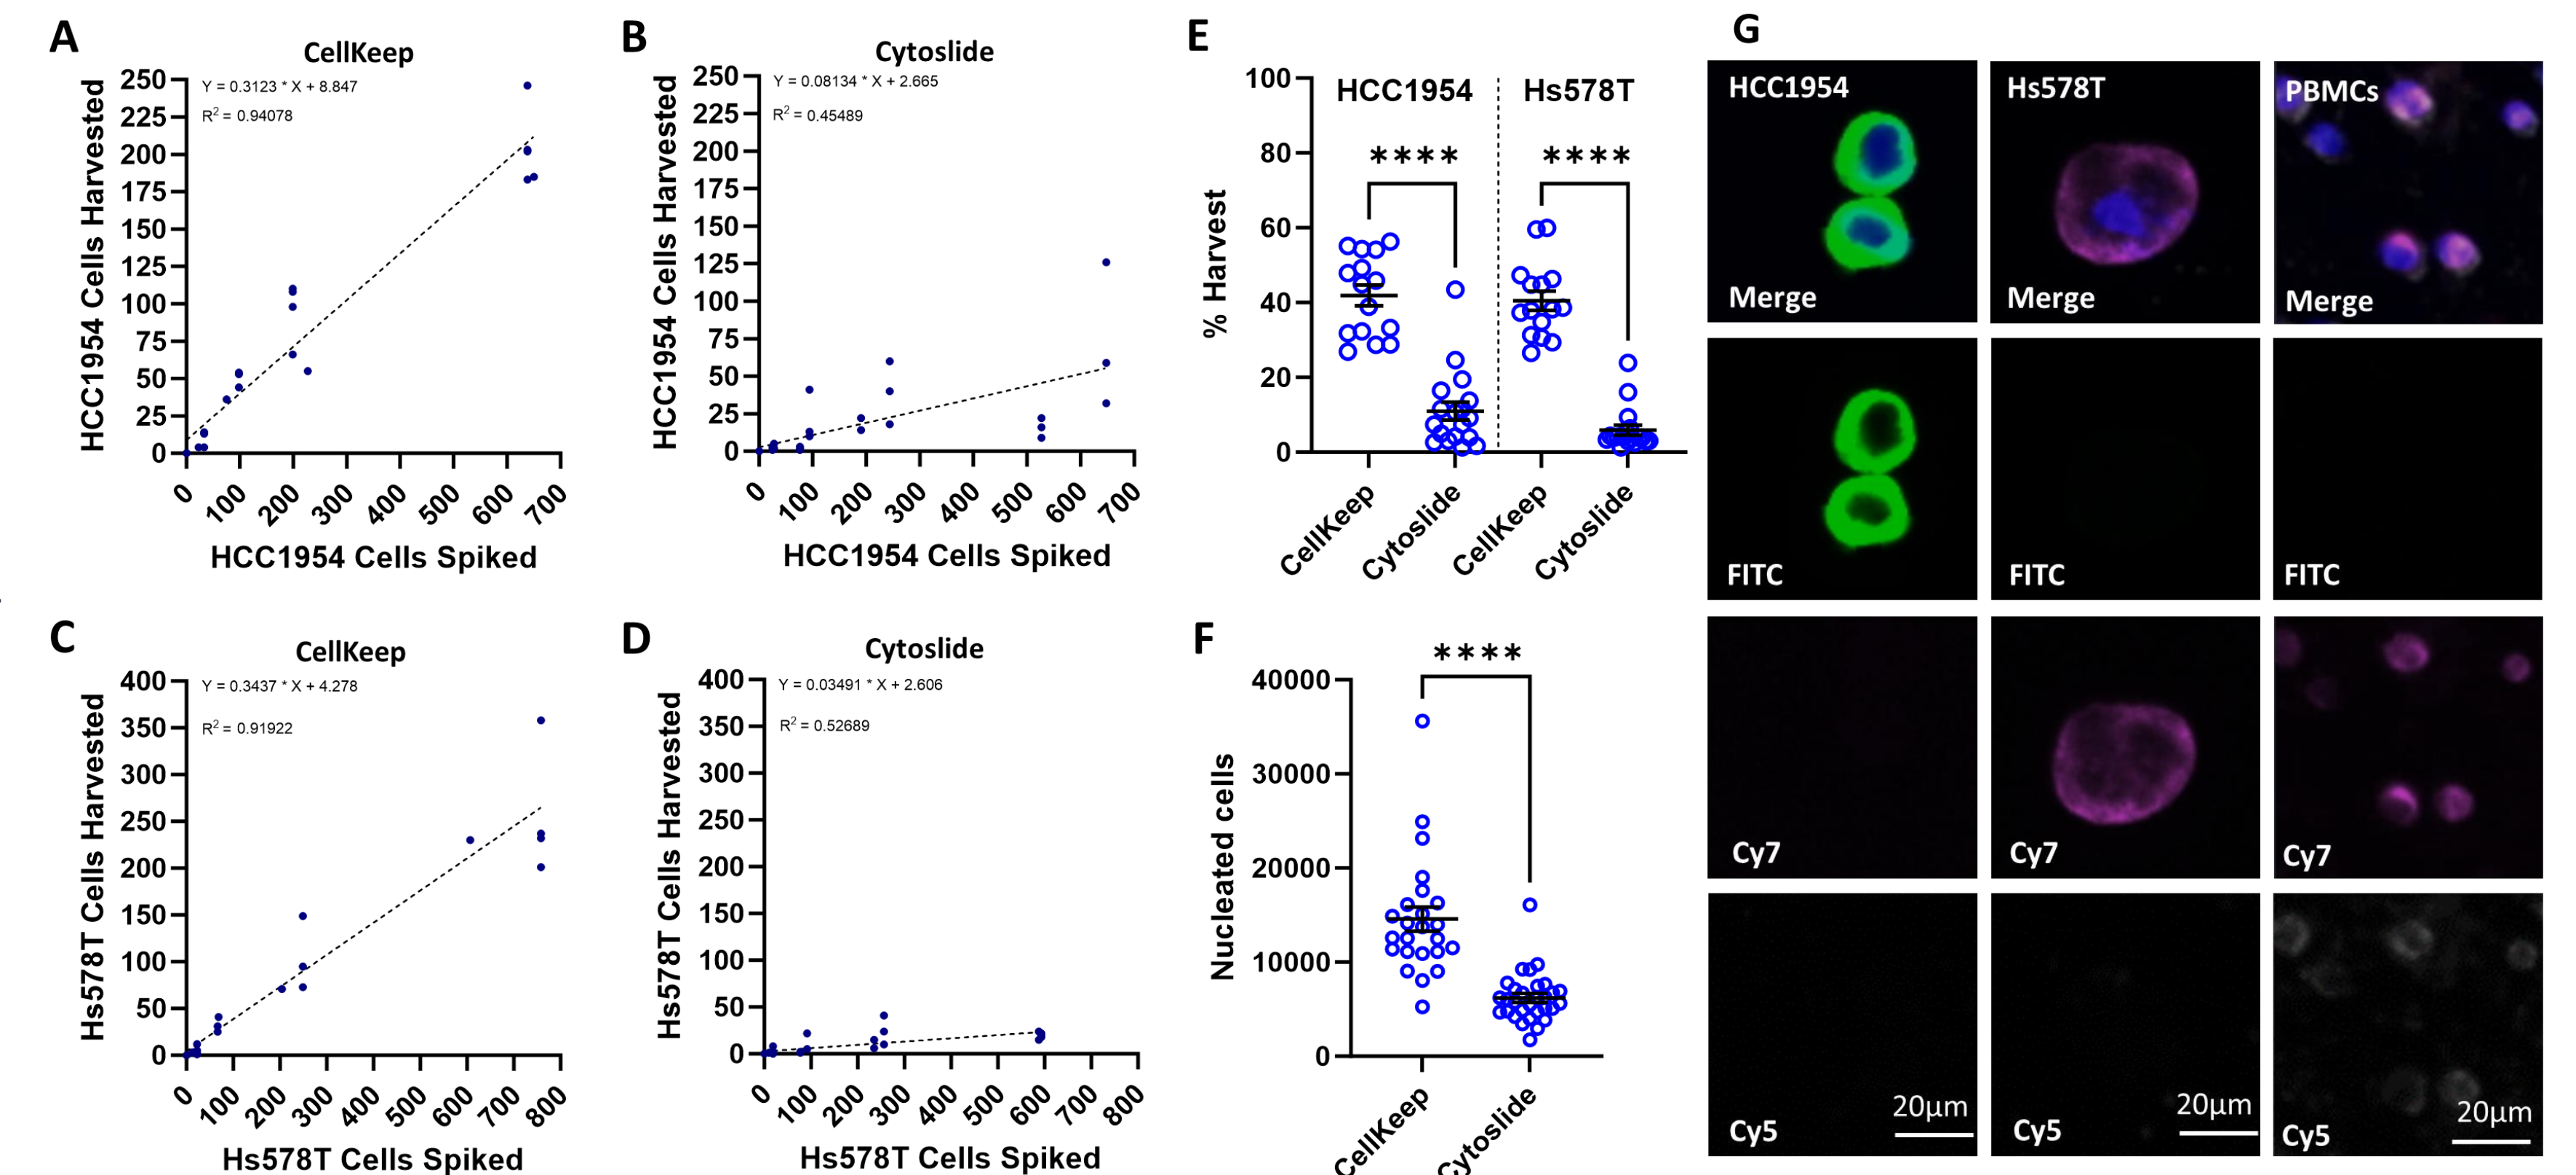 A
CellKeep
Y = 0.3123 * X + 8.847
R² = 0.94078
HCC1954 Cells Harvested
250
225
200
175
150
125
100
75
50
25
0
0 100 200 300 400 500 600 700
HCC1954 Cells Spiked
B
Cytoslide
Y = 0.08134 * X + 2.665
R² = 0.45489
HCC1954 Cells Harvested
250
225
200
175
150
125
100
75
50
25
0
0 100 200 300 400 500 600 700
HCC1954 Cells Spiked
C
CellKeep
Y = 0.3437 * X + 4.278
R² = 0.91922
Hs578T Cells Harvested
400
350
300
250
200
150
100
50
0
0 100 200 300 400 500 600 700 800
Hs578T Cells Spiked
D
Cytoslide
Y = 0.03491 * X + 2.606
R² = 0.52689
Hs578T Cells Harvested
400
350
300
250
200
150
100
50
0
0 100 200 300 400 500 600 700 800
Hs578T Cells Spiked
E
HCC1954 Hs578T
**** ****
% Harvest
100
80
60
40
20
0
CellKeep Cytoslide CellKeep Cytoslide
F
****
Nucleated cells
40000
30000
20000
10000
0
CellKeep Cytoslide
G
HCC1954 Hs578T PBMCs
Merge Merge Merge
FITC FITC FITC
Cy7 Cy7 Cy7
20µm 20µm 20µm
Cy5 Cy5 Cy5